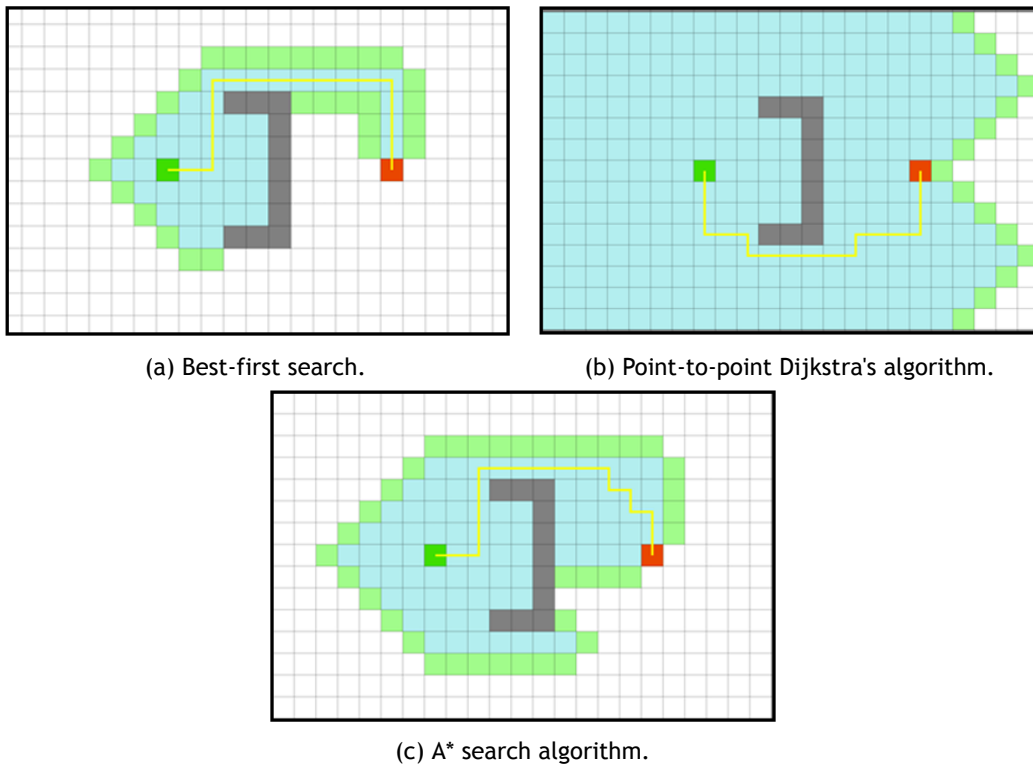 (a) Best-first search.
(b) Point-to-point Dijkstra's algorithm.
(c) A* search algorithm.